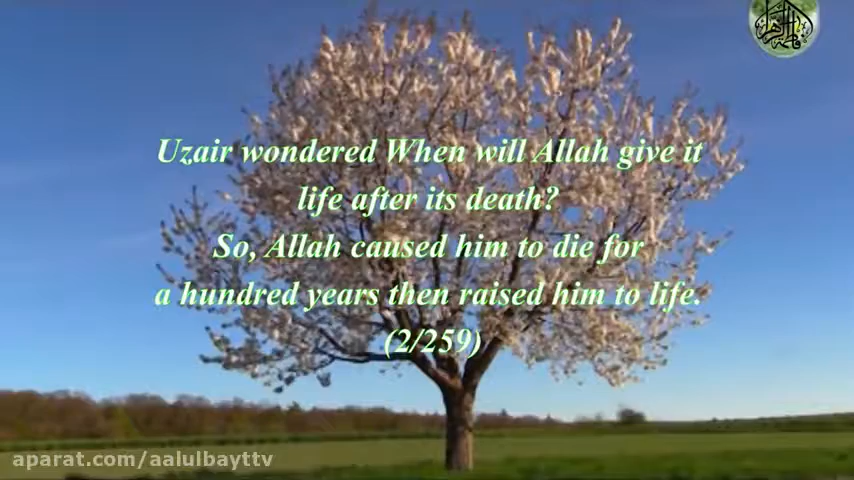 Uzair wondered When will Allah give it
life after its death?
So, Allah caused him to die for
a hundred years then raised him to life.
(2/259)
aparat.com/aalulbayttv